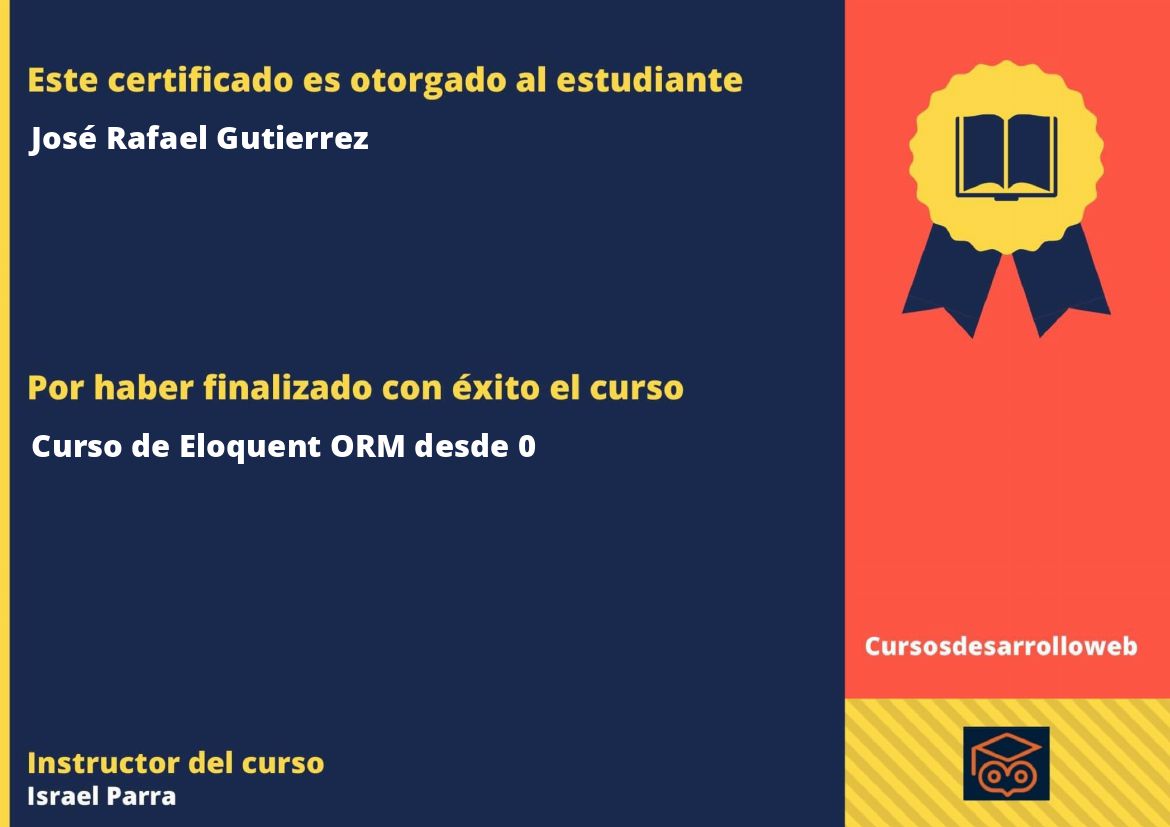 Este certificado es otorgado al estudiante
José Rafael Gutierrez
Por haber finalizado con éxito el curso
Curso de Eloquent ORM desde 0
Cursosdesarrolloweb
Instructor del curso
Israel Parra